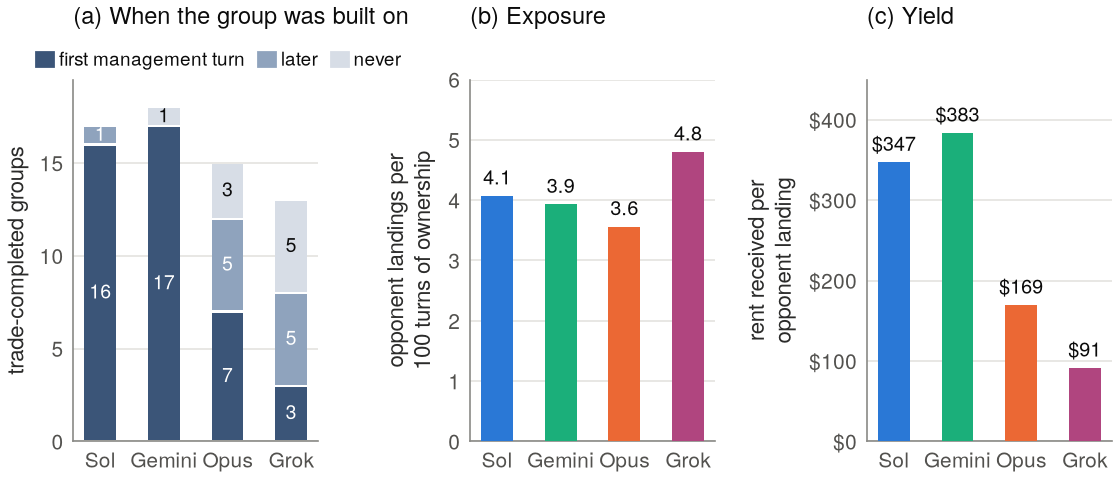 (a) When the group was built on
first management turn
later
never
trade-completed groups
15
10
5
0
1
16
1
17
3
5
7
5
5
3
Sol
Gemini
Opus
Grok
(b) Exposure
opponent landings per
100 turns of ownership
6
5
4
3
2
1
0
4.1
3.9
3.6
4.8
Sol
Gemini
Opus
Grok
(c) Yield
rent received per
opponent landing
$400
$300
$200
$100
$0
$347
$383
$169
$91
Sol
Gemini
Opus
Grok